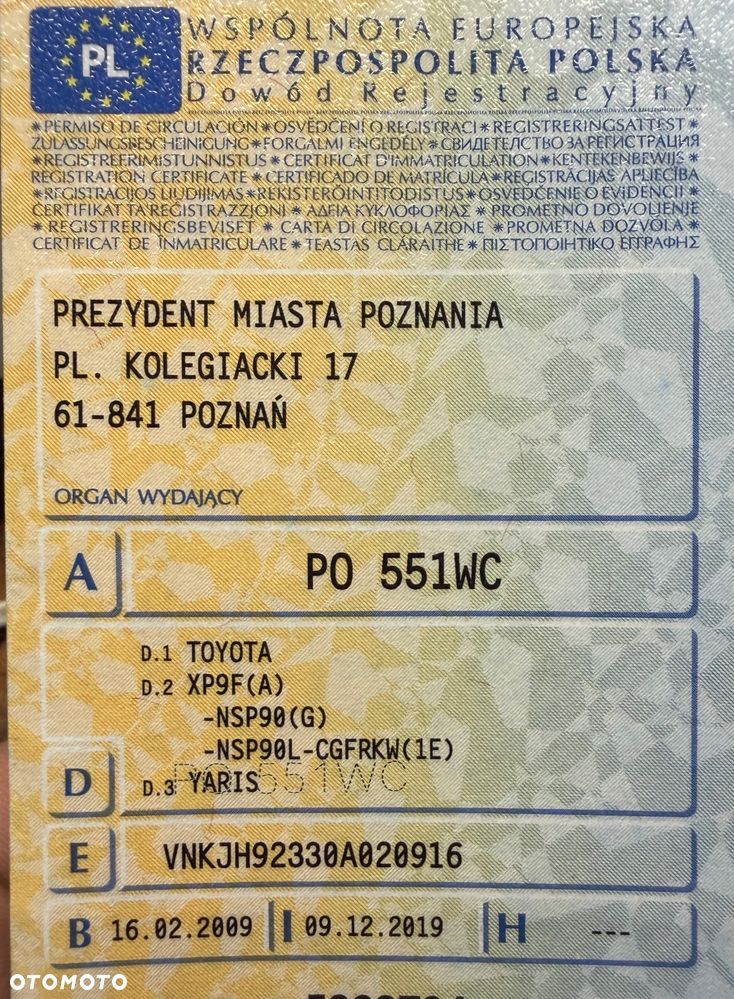 PL
WSPÓLNOTA EUROPEJSKA
RZECZPOSPOLITA POLSKA
Dowód Rejestracyjny
*PERMISO DE CIRCULACIÓN*OSVĚDČENÍ O REGISTRACI*REGISTRERINGSATTEST*
ZULASSUNGSBESCHEINIGUNG*FORGALMI ENGEDÉLY*СВИДЕТЕЛСТВО ЗА РЕГИСТРАЦИЯ
*REGISTREERIMISTUNNISTUS*CERTIFICAT D'IMMATRICULATION*KENTEKENBEWIJS*
REGISTRATION CERTIFICATE*CERTIFICADO DE MATRÍCULA*REĢISTRĀCIJAS APLIECĪBA
*REGISTRACIJOS LIUDIJIMAS*REKISTERÖINTITODISTUS*OSVEDČENIE O EVIDENCII*
ĊERTIFIKAT TA'REĠISTRAZZJONI*ΑΔΕΙΑ ΚΥΚΛΟΦΟΡΙΑΣ*PROMETNO DOVOLJENJE
*REGISTRERINGSBEVISET*CARTA DI CIRCOLAZIONE*PROMETNA DOZVOLA*
CERTIFICAT DE ÎNMATRICULARE*TEASTAS CLÁRAITHE*ΠΙΣΤΟΠΟΙΗΤΙΚΟ ΕΓΓΡΑΦΗΣ
PREZYDENT MIASTA POZNANIA
PL. KOLEGIACKI 17
61-841 POZNAŃ
ORGAN WYDAJĄCY
A PO 551WC
D.1 TOYOTA
D.2 XP9F(A)
-NSP90(G)
-NSP90L-CGFRKW(1E)
D D.3 YARIS
PO 551WC
E VNKJH92330A020916
B 16.02.2009 I 09.12.2019 H ---
OTOMOTO